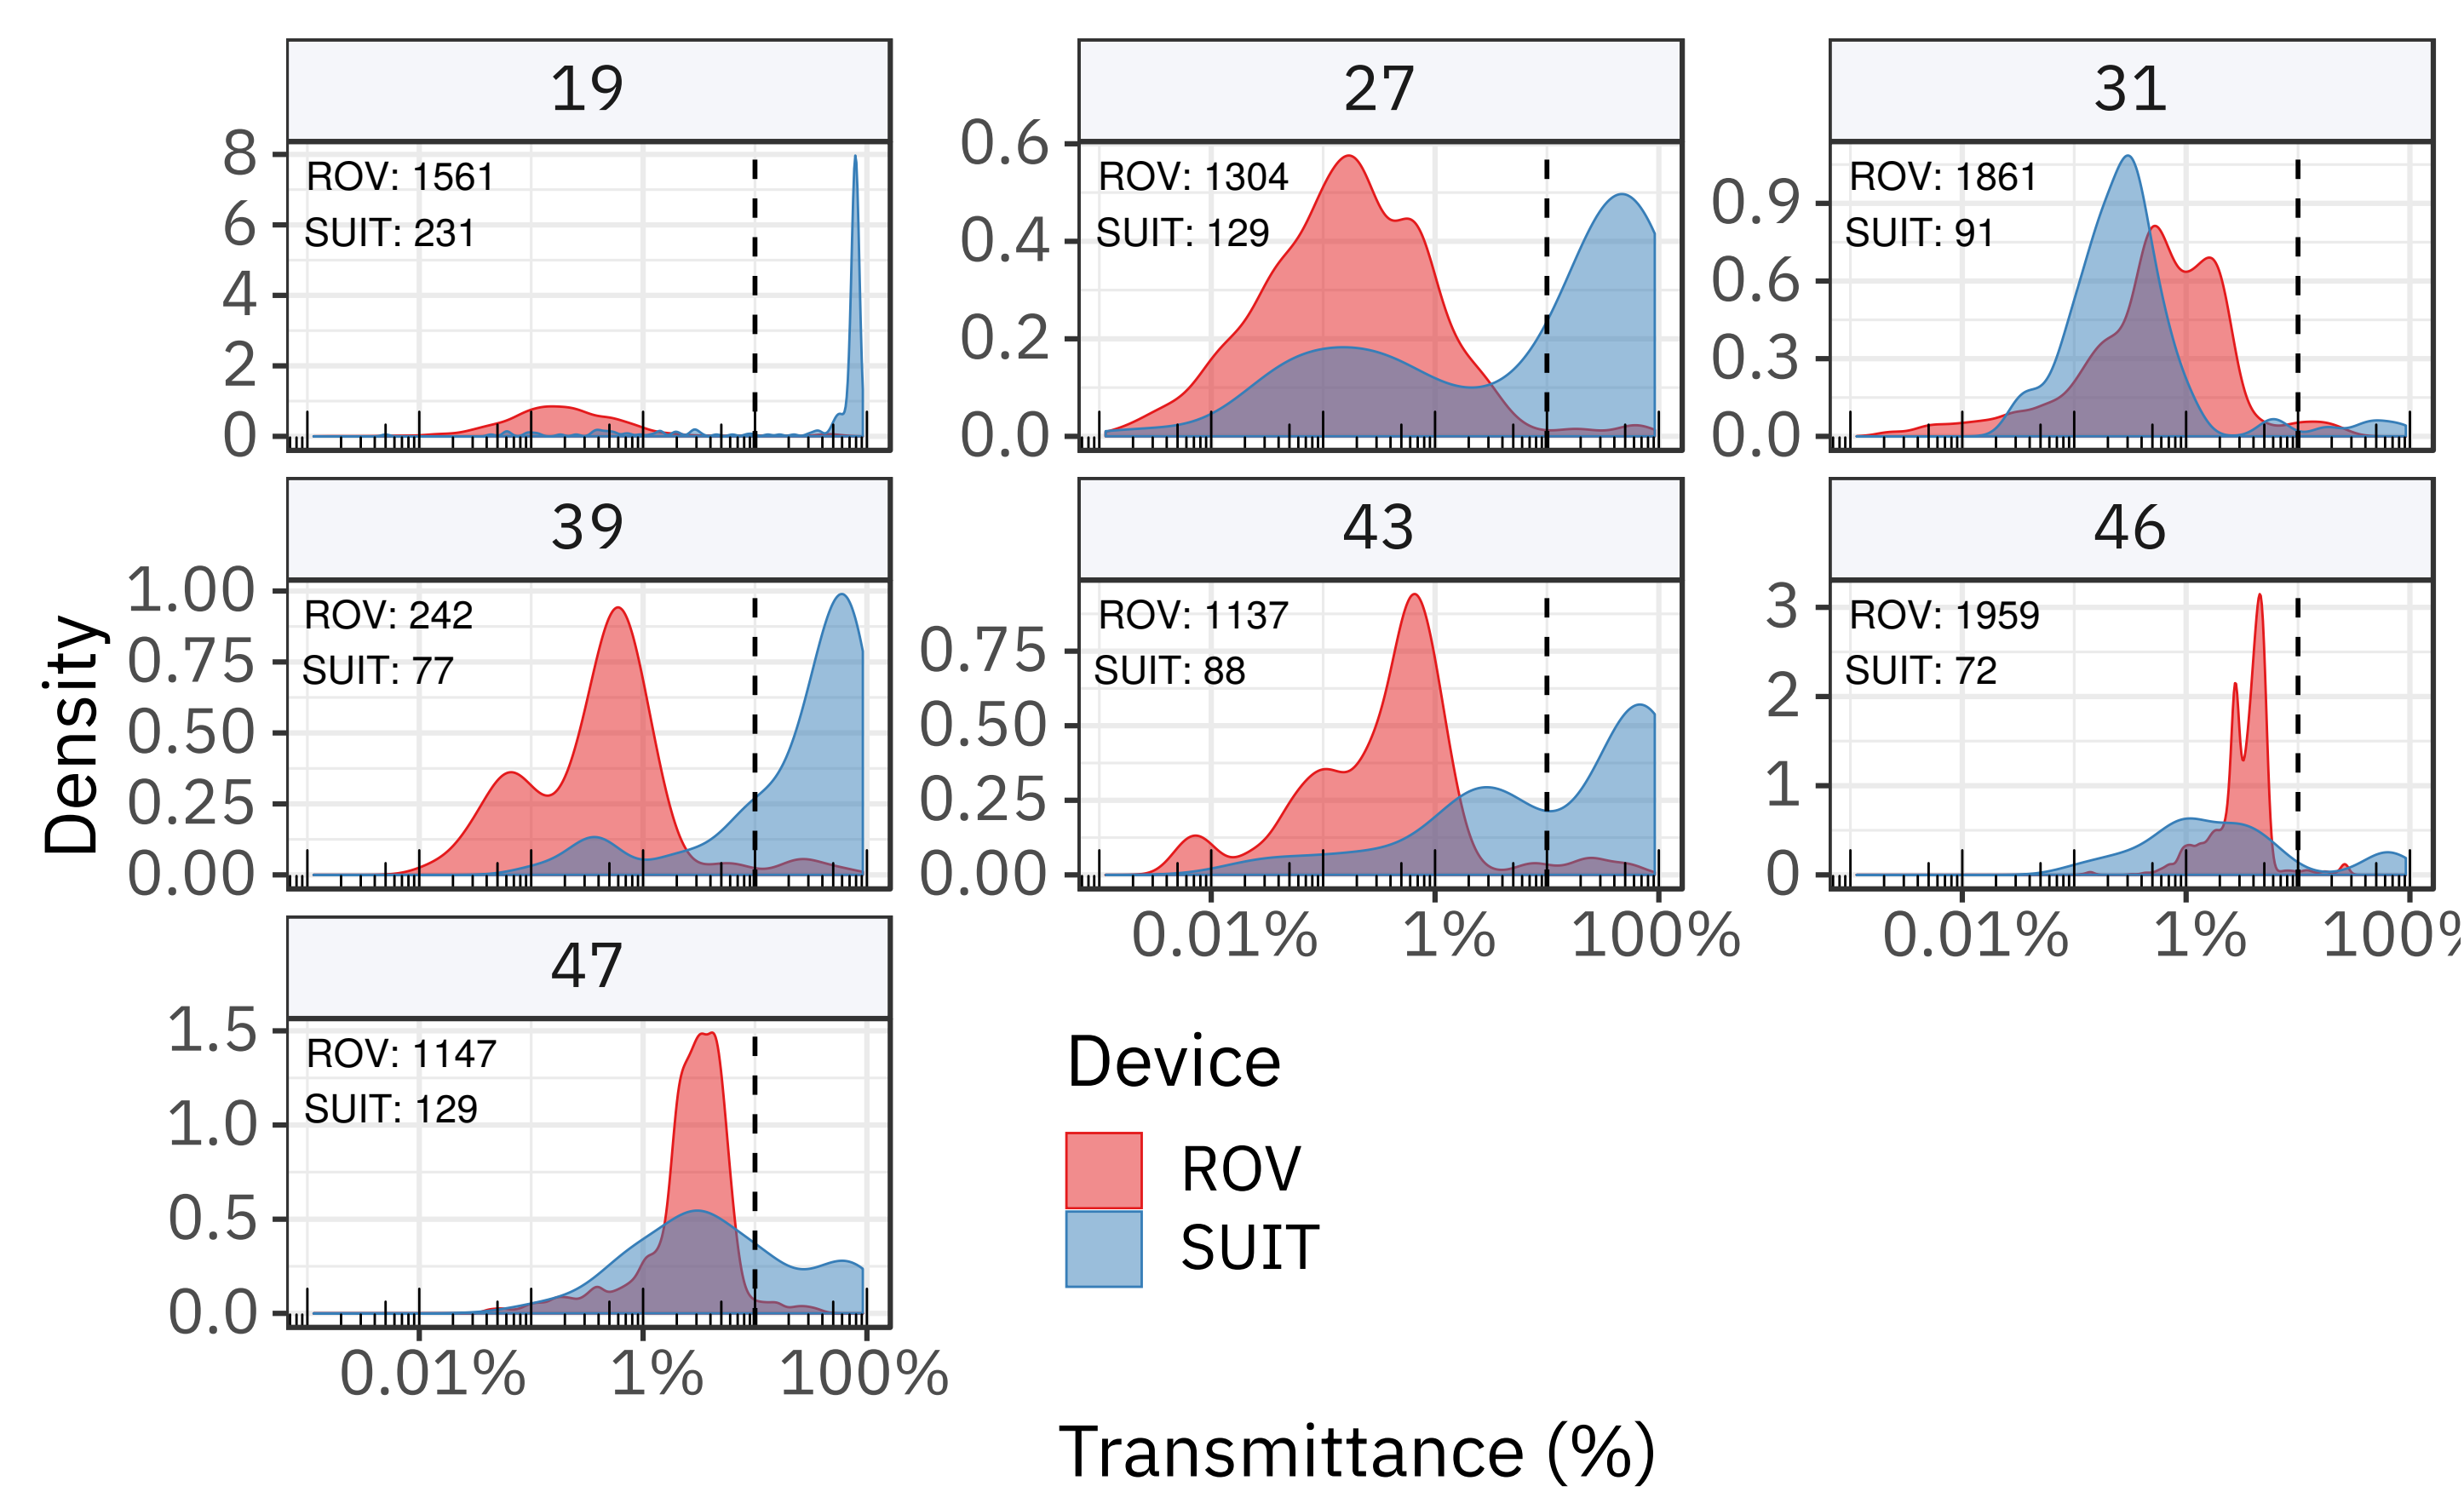 19
8
6
4
2
0
ROV: 1561
SUIT: 231
27
0.6
0.4
0.2
0.0
ROV: 1304
SUIT: 129
31
0.9
0.6
0.3
0.0
ROV: 1861
SUIT: 91
Density
39
1.00
0.75
0.50
0.25
0.00
ROV: 242
SUIT: 77
43
0.75
0.50
0.25
0.00
ROV: 1137
SUIT: 88
0.01% 1% 100%
46
3
2
1
0
ROV: 1959
SUIT: 72
0.01% 1% 100%
47
1.5
1.0
0.5
0.0
ROV: 1147
SUIT: 129
0.01% 1% 100%
Device
ROV
SUIT
Transmittance (%)